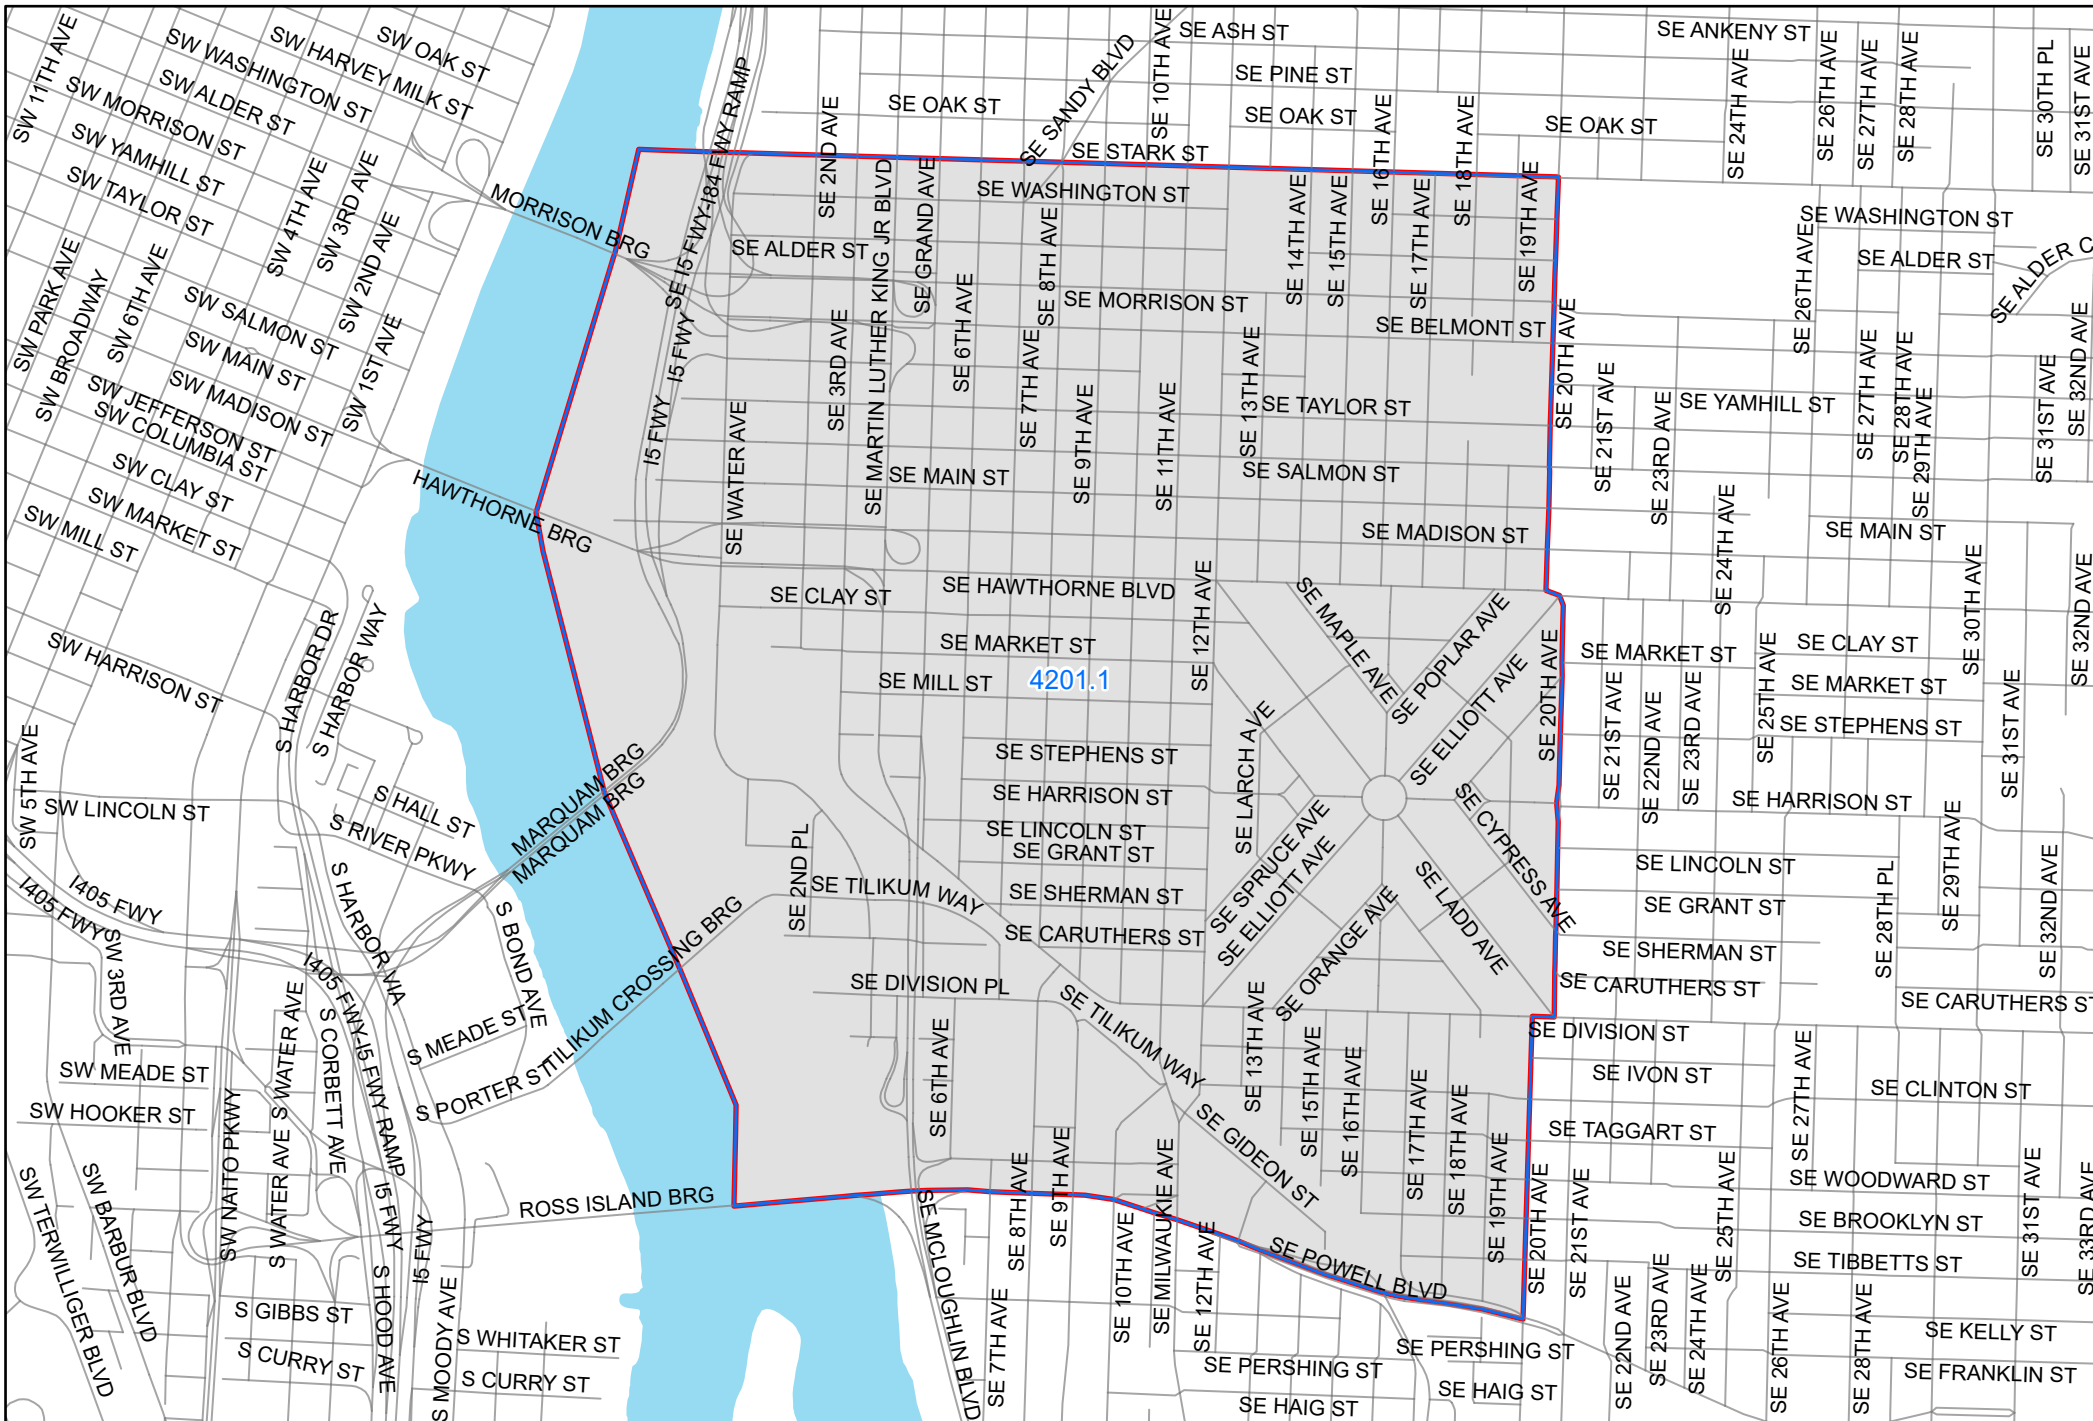 SW 11TH AVE
SW WASHINGTON ST
SW HARVEY MILK ST
SW OAK ST
SW ALDER ST
SW MORRISON ST
SW YAMHILL ST
SW TAYLOR ST
SW 4TH AVE
SW 3RD AVE
SW 2ND AVE
SW PARK AVE
SW BROADWAY
SW 6TH AVE
SW SALMON ST
SW MAIN ST
SW MADISON ST
SW 1ST AVE
SW JEFFERSON ST
SW COLUMBIA ST
SW CLAY ST
SW MARKET ST
SW MILL ST
SW HARRISON ST
S HARBOR DR
S HARBOR WAY
SW 5TH AVE
SW LINCOLN ST
S HALL ST
S RIVER PKWY
I405 FWY
I405 FWY
SW 3RD AVE
S HARBOR VIA
S BOND AVE
I405 FWY-I5 FWY RAMP
S WATER AVE
S CORBETT AVE
S MEADE ST
S PORTER ST
SW MEADE ST
SW HOOKER ST
SW NAITO PKWY
S WATER AVE
SW TERWILLIGER BLVD
SW BARBUR BLVD
I5 FWY
I5 FWY
S HOOD AVE
S MOODY AVE
S GIBBS ST
S CURRY ST
S WHITAKER ST
S CURRY ST
MORRISON BRG
HAWTHORNE BRG
MARQUAM BRG
MARQUAM BRG
TILIKUM CROSSING BRG
ROSS ISLAND BRG
SE I5 FWY-I84 FWY RAMP
I5 FWY
I5 FWY
SE 2ND AVE
SE OAK ST
SE SANDY BLVD
SE 10TH AVE
SE ASH ST
SE PINE ST
SE OAK ST
SE STARK ST
SE 16TH AVE
SE 18TH AVE
SE OAK ST
SE ANKENY ST
SE 24TH AVE
SE 26TH AVE
SE 27TH AVE
SE 28TH AVE
SE 30TH PL
SE 31ST AVE
SE WASHINGTON ST
SE ALDER ST
SE MARTIN LUTHER KING JR BLVD
SE GRAND AVE
SE 8TH AVE
SE MORRISON ST
SE 14TH AVE
SE 15TH AVE
SE 17TH AVE
SE 19TH AVE
SE BELMONT ST
SE 3RD AVE
SE 6TH AVE
SE 7TH AVE
SE 9TH AVE
SE 11TH AVE
SE 13TH AVE
SE TAYLOR ST
SE WATER AVE
SE MAIN ST
SE SALMON ST
SE MADISON ST
SE 20TH AVE
SE WASHINGTON ST
SE ALDER ST
SE ALDER C
SE 26TH AVE
SE 21ST AVE
SE 23RD AVE
SE YAMHILL ST
SE 27TH AVE
SE 28TH AVE
SE 29TH AVE
SE 31ST AVE
SE 32ND AVE
SE MAIN ST
SE 24TH AVE
SE 30TH AVE
SE 32ND AVE
SE CLAY ST
SE HAWTHORNE BLVD
SE 12TH AVE
SE MARKET ST
SE MILL ST
4201.1
SE MAPLE AVE
SE POPLAR AVE
SE ELLIOTT AVE
SE 20TH AVE
SE MARKET ST
SE CLAY ST
SE MARKET ST
SE STEPHENS ST
SE 25TH AVE
SE 21ST AVE
SE 22ND AVE
SE 23RD AVE
SE 31ST AVE
SE STEPHENS ST
SE HARRISON ST
SE LINCOLN ST
SE GRANT ST
SE SHERMAN ST
SE CARUTHERS ST
SE LARCH AVE
SE SPRUCE AVE
SE ELLIOTT AVE
SE ORANGE AVE
SE LADD AVE
SE CYPRESS AVE
SE HARRISON ST
SE LINCOLN ST
SE GRANT ST
SE SHERMAN ST
SE CARUTHERS ST
SE 28TH PL
SE 29TH AVE
SE 32ND AVE
SE CARUTHERS ST
SE 2ND PL
SE TILIKUM WAY
SE DIVISION PL
SE TILIKUM WAY
SE 6TH AVE
SE 13TH AVE
SE 15TH AVE
SE 16TH AVE
SE 17TH AVE
SE 18TH AVE
SE 19TH AVE
SE GIDEON ST
SE DIVISION ST
SE IVON ST
SE 27TH AVE
SE CLINTON ST
SE TAGGART ST
SE WOODWARD ST
SE BROOKLYN ST
SE TIBBETTS ST
SE 20TH AVE
SE 21ST AVE
SE 25TH AVE
SE 31ST AVE
SE 33RD AVE
SE MCLOUGHLIN BLVD
SE 8TH AVE
SE 9TH AVE
SE 7TH AVE
SE 10TH AVE
SE MILWAUKIE AVE
SE 12TH AVE
SE POWELL BLVD
SE PERSHING ST
SE HAIG ST
SE PERSHING ST
SE HAIG ST
SE 22ND AVE
SE 23RD AVE
SE 24TH AVE
SE 26TH AVE
SE 28TH AVE
SE KELLY ST
SE FRANKLIN ST
S WATER AVE